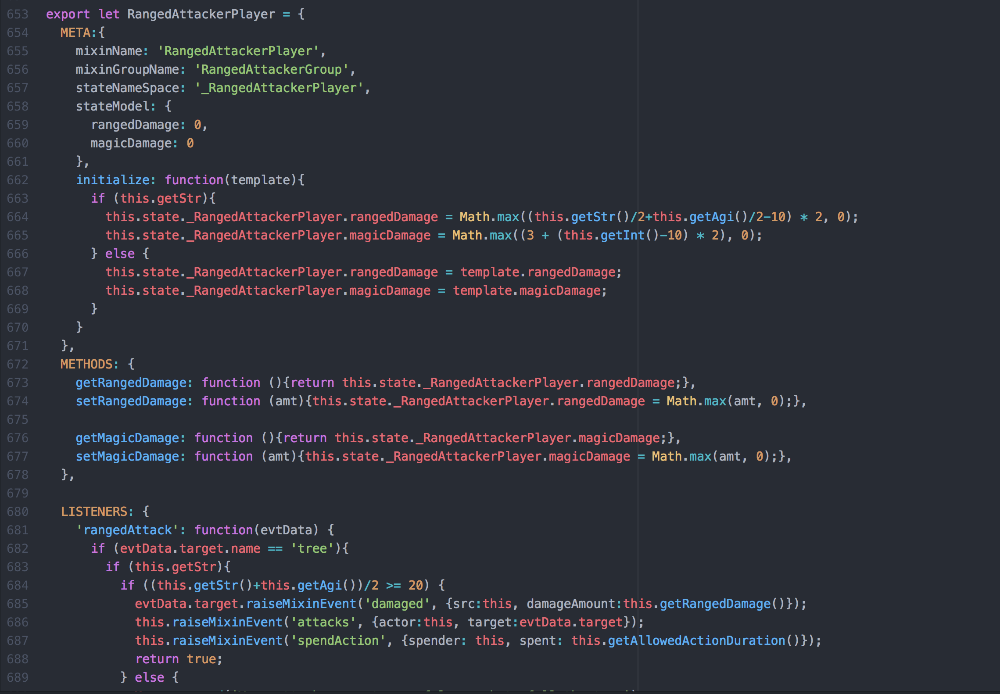 653 export let RangedAttackerPlayer = {
654 META:{
655 mixinName: 'RangedAttackerPlayer',
656 mixinGroupName: 'RangedAttackerGroup',
657 stateNameSpace: '_RangedAttackerPlayer',
658 stateModel: {
659 rangedDamage: 0,
660 magicDamage: 0
661 },
662 initialize: function(template){
663 if (this.getStr){
664 this.state._RangedAttackerPlayer.rangedDamage = Math.max((this.getStr()/2+this.getAgi()/2-10) * 2, 0);
665 this.state._RangedAttackerPlayer.magicDamage = Math.max((3 + (this.getInt()-10) * 2), 0);
666 } else {
667 this.state._RangedAttackerPlayer.rangedDamage = template.rangedDamage;
668 this.state._RangedAttackerPlayer.magicDamage = template.magicDamage;
669 }
670 }
671 },
672 METHODS: {
673 getRangedDamage: function (){return this.state._RangedAttackerPlayer.rangedDamage;},
674 setRangedDamage: function (amt){this.state._RangedAttackerPlayer.rangedDamage = Math.max(amt, 0);},
675
676 getMagicDamage: function (){return this.state._RangedAttackerPlayer.magicDamage;},
677 setMagicDamage: function (amt){this.state._RangedAttackerPlayer.magicDamage = Math.max(amt, 0);},
678 },
679
680 LISTENERS: {
681 'rangedAttack': function(evtData) {
682 if (evtData.target.name == 'tree'){
683 if (this.getStr){
684 if ((this.getStr()+this.getAgi())/2 >= 20) {
685 evtData.target.raiseMixinEvent('damaged', {src:this, damageAmount:this.getRangedDamage()});
686 this.raiseMixinEvent('attacks', {actor:this, target:evtData.target});
687 this.raiseMixinEvent('spendAction', {spender: this, spent: this.getAllowedActionDuration()});
688 return true;
689 } else {